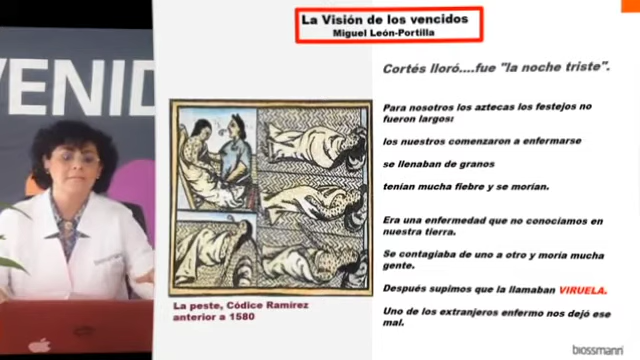 VENID
La Visión de los vencidos
Miguel León-Portilla
Cortés lloró....fue "la noche triste".
Para nosotros los aztecas los festejos no
fueron largos:
los nuestros comenzaron a enfermarse
se llenaban de granos
tenían mucha fiebre y se morían.
Era una enfermedad que no conociamos en
nuestra tierra.
Se contagiaba de uno a otro y moría mucha
gente.
Después supimos que la llamaban VIRUELA.
Uno de los extranjeros enfermo nos dejó ese
mal.
La peste, Códice Ramírez
anterior a 1580
biossmann